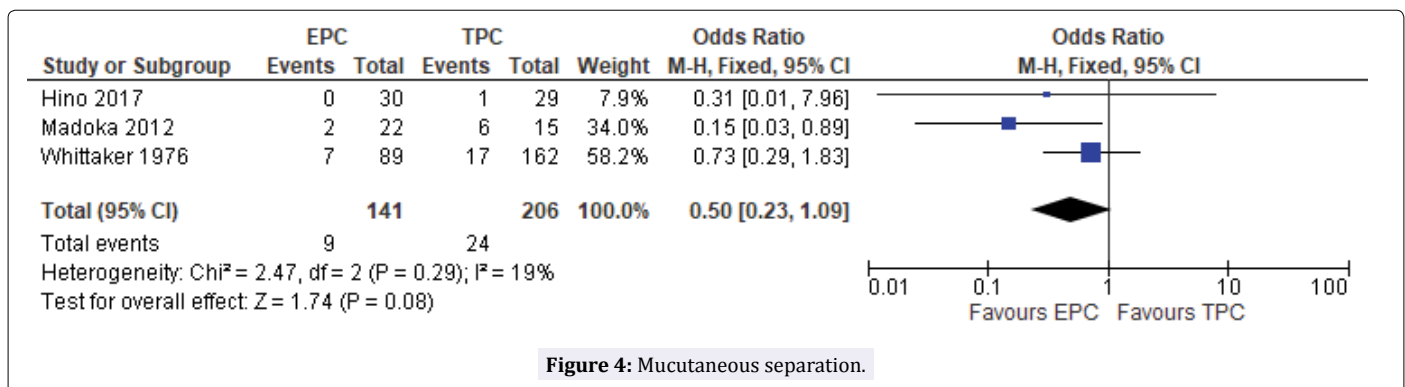 EPC TPC Odds Ratio Odds Ratio
Study or Subgroup Events Total Events Total Weight M-H, Fixed, 95% CI M-H, Fixed, 95% CI
Hino 2017 0 30 1 29 7.9% 0.31 [0.01, 7.96]
Madoka 2012 2 22 6 15 34.0% 0.15 [0.03, 0.89]
Whittaker 1976 7 89 17 162 58.2% 0.73 [0.29, 1.83]
Total (95% CI) 141 206 100.0% 0.50 [0.23, 1.09]
Total events 9 24
Heterogeneity: Chi² = 2.47, df = 2 (P = 0.29); I² = 19%
Test for overall effect: Z = 1.74 (P = 0.08)
0.01 0.1 1 10 100
Favours EPC Favours TPC
Figure 4: Mucutaneous separation.